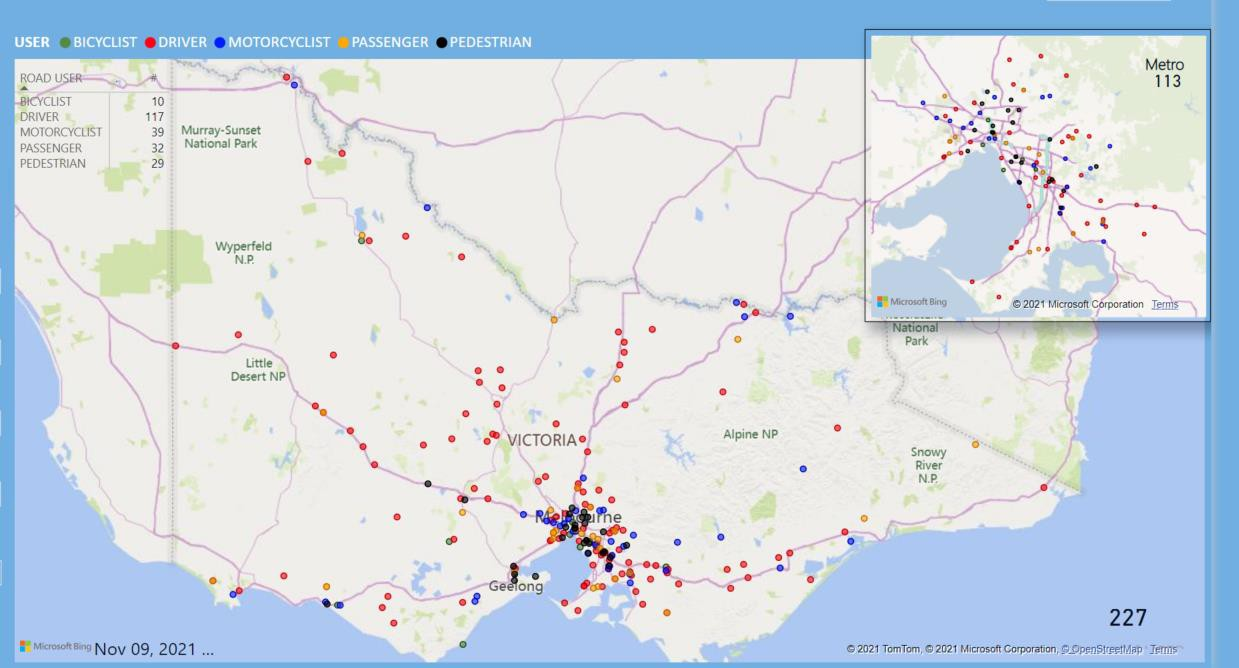 USER BICYCLIST DRIVER MOTORCYCLIST PASSENGER PEDESTRIAN
ROAD USER #
BICYCLIST 10
DRIVER 117
MOTORCYCLIST 39
PASSENGER 32
PEDESTRIAN 29
Metro
113
Microsoft Bing
© 2021 Microsoft Corporation Terms
Murray-Sunset
National Park
Wyperfeld
N.P.
National
Park
Little
Desert NP
VICTORIA
Alpine NP
Snowy
River
N.P.
Geelong
227
Microsoft Bing
Nov 09, 2021 ...
© 2021 TomTom, © 2021 Microsoft Corporation, © OpenStreetMap Terms